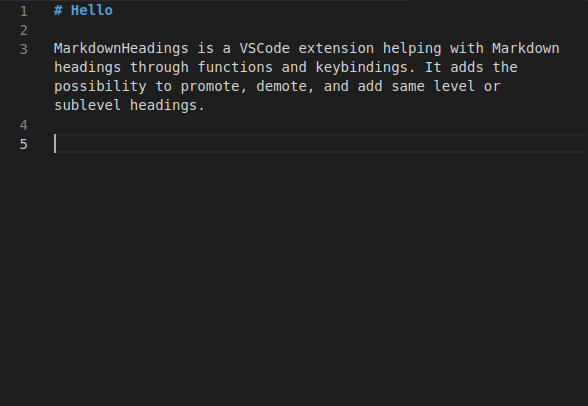 1 # Hello
2
3 MarkdownHeadings is a VSCode extension helping with Markdown
headings through functions and keybindings. It adds the
possibility to promote, demote, and add same level or
sublevel headings.
4
5